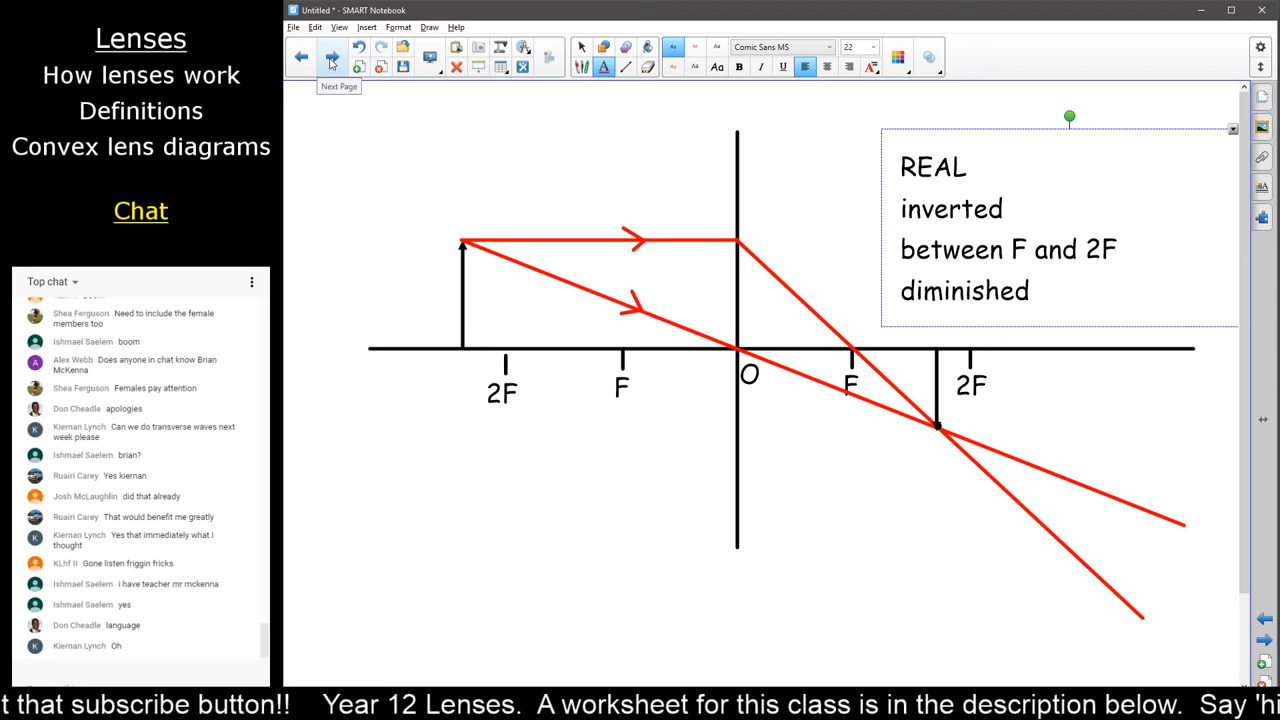 Lenses
How lenses work
Definitions
Convex lens diagrams
Chat
Top chat
Shea Ferguson Need to include the female
members too
Ishmael Saelem boom
Alex Webb Does anyone in chat know Brian
McKenna
Shea Ferguson Females pay attention
Don Cheadle apologies
Kiernan Lynch Can we do transverse waves next
week please
Ishmael Saelem brian?
Ruairi Carey Yes kiernan
Josh McLaughlin did that already
Ruairi Carey That would benefit me greatly
Kiernan Lynch Yes that immediately what I
thought
KLhf II Gone listen friggin fricks
Ishmael Saelem i have teacher mr mckenna
Ishmael Saelem yes
Don Cheadle language
Kiernan Lynch Oh
Untitled * - SMART Notebook
File Edit View Insert Format Draw Help
Comic Sans MS 22
Next Page
REAL
inverted
between F and 2F
diminished
2F F O F 2F
t that subscribe button!! Year 12 Lenses. A worksheet for this class is in the description below. Say 'hi